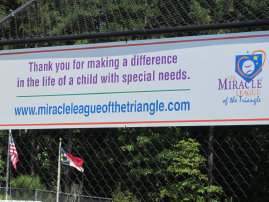 Thank you for making a difference
in the life of a child with special needs.
www.miracleleagueofthetriangle.com
THE
MIRACLE
LEAGUE
of the Triangle